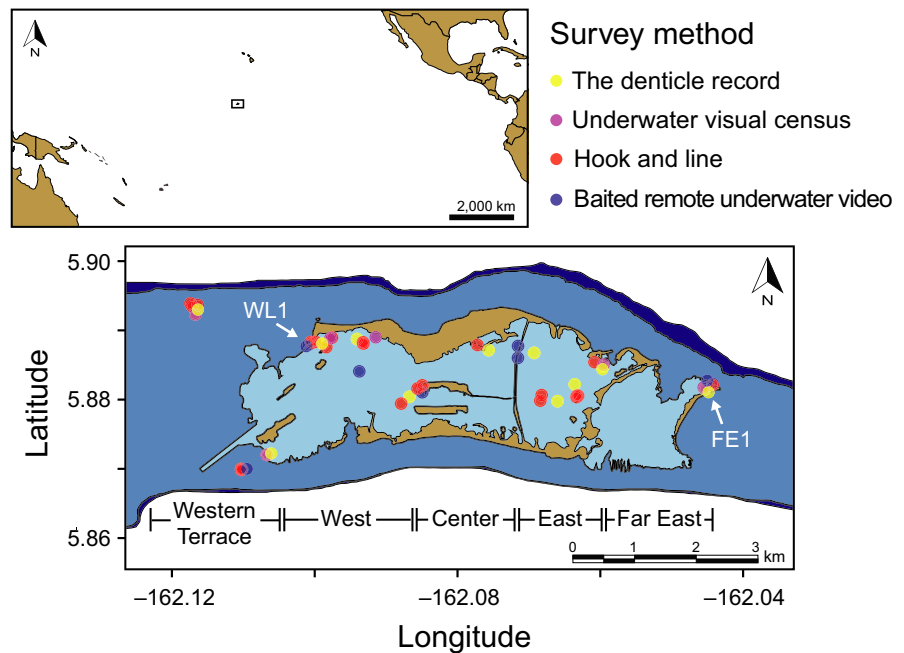 N
2,000 km
Survey method
The denticle record
Underwater visual census
Hook and line
Baited remote underwater video
5.90
5.88
5.86
Latitude
N
WL1
FE1
Western
Terrace
West
Center
East
Far East
0 1 2 3
km
–162.12
–162.08
–162.04
Longitude